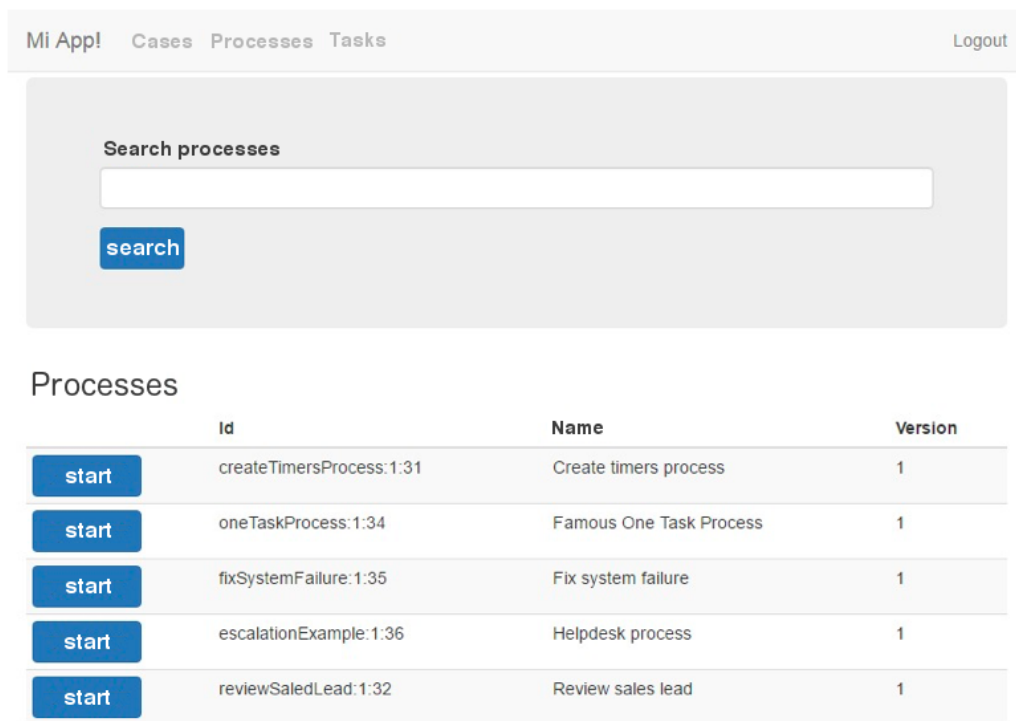 Mi App! Cases Processes Tasks Logout
Search processes
search
Processes
Id Name Version
start createTimersProcess:1:31 Create timers process 1
start oneTaskProcess:1:34 Famous One Task Process 1
start fixSystemFailure:1:35 Fix system failure 1
start escalationExample:1:36 Helpdesk process 1
start reviewSaledLead:1:32 Review sales lead 1